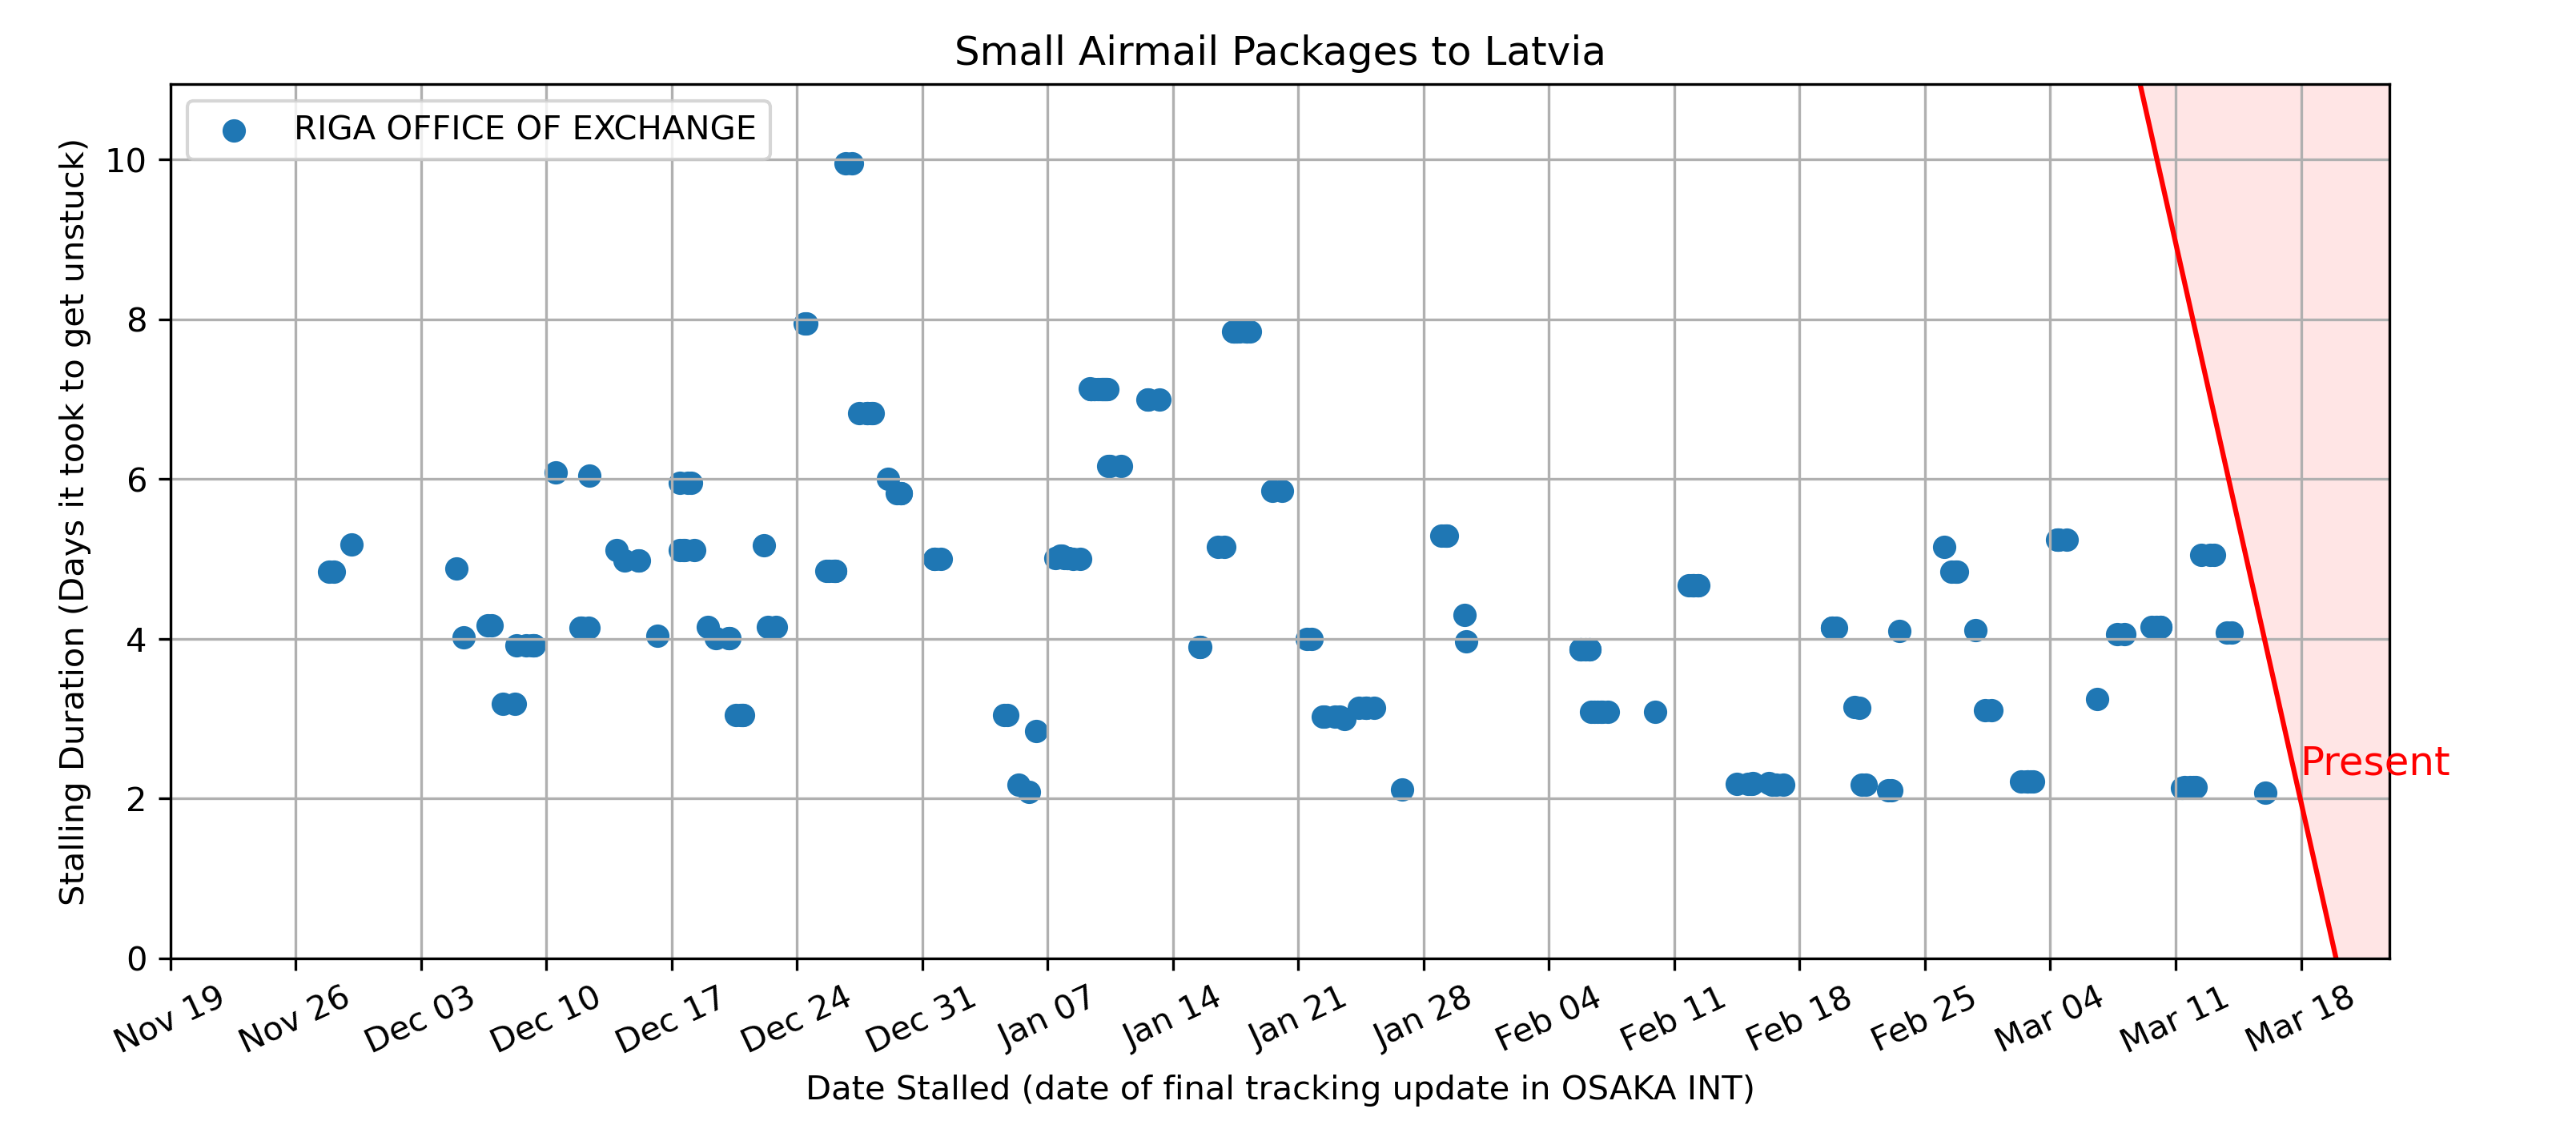 Small Airmail Packages to Latvia
RIGA OFFICE OF EXCHANGE
Stalling Duration (Days it took to get unstuck)
10
8
6
4
2
0
Present
Nov 19
Nov 26
Dec 03
Dec 10
Dec 17
Dec 24
Dec 31
Jan 07
Jan 14
Jan 21
Jan 28
Feb 04
Feb 11
Feb 18
Feb 25
Mar 04
Mar 11
Mar 18
Date Stalled (date of final tracking update in OSAKA INT)